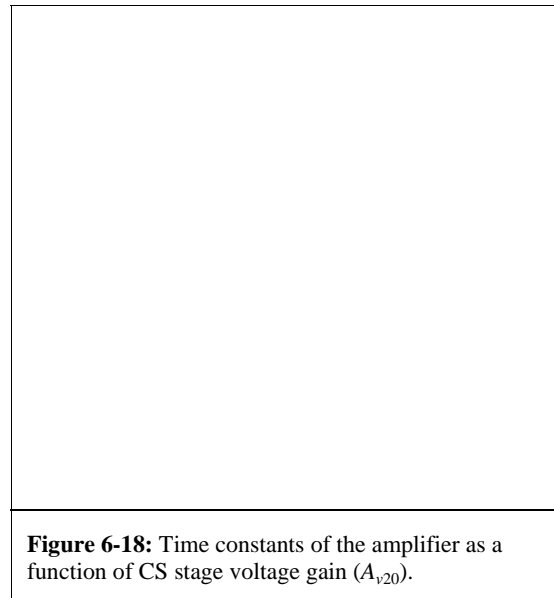 Figure 6-18: Time constants of the amplifier as a
function of CS stage voltage gain (Av20).